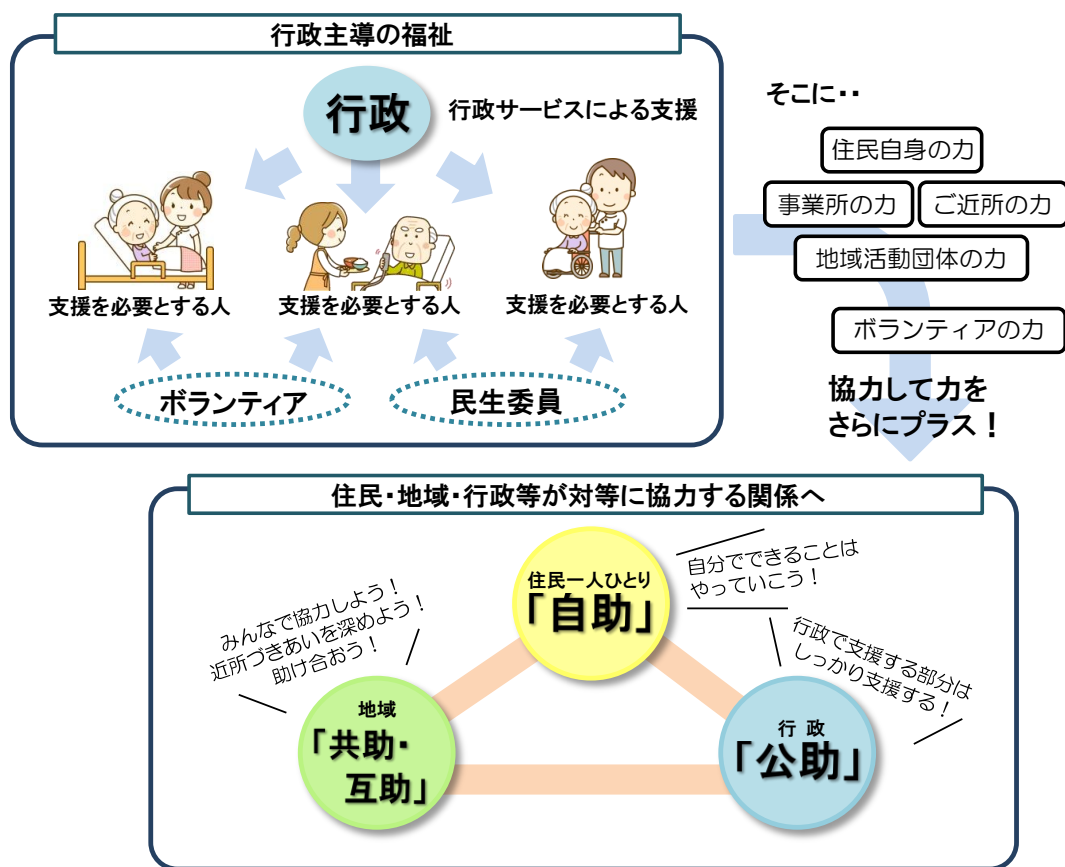 行政主導の福祉
行政
行政サービスによる支援
支援を必要とする人
支援を必要とする人
支援を必要とする人
ボランティア
民生委員
そこに・・
住民自身の力
事業所の力
ご近所の力
地域活動団体の力
ボランティアの力
協力して力を
さらにプラス！
住民・地域・行政等が対等に協力する関係へ
住民一人ひとり
「自助」
自分でできることは
やっていこう！
みんなで協力しよう！
近所づきあいを深めよう！
助け合おう！
行政で支援する部分は
しっかり支援する！
地域
「共助・
互助」
行 政
「公助」